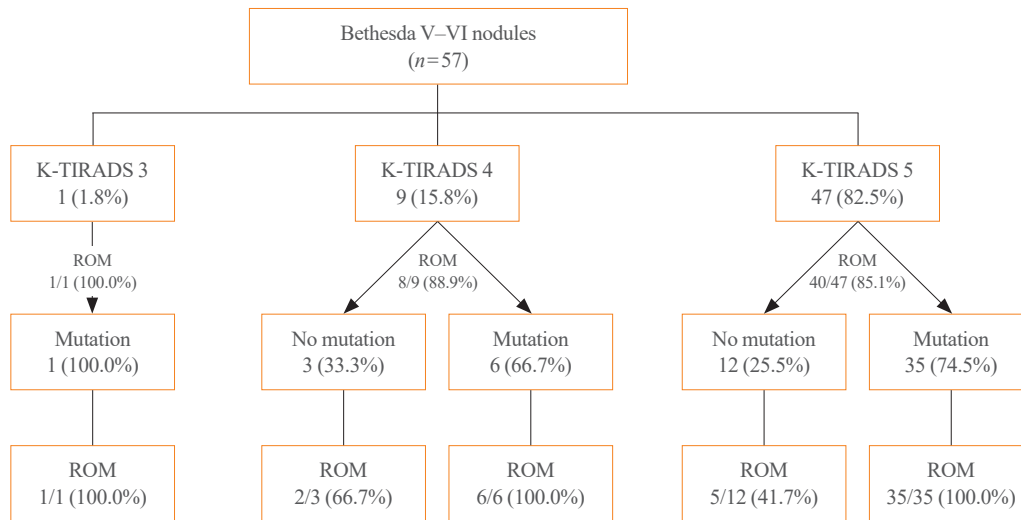 Bethesda V–VI nodules
(n=57)
K-TIRADS 3
1 (1.8%)
K-TIRADS 4
9 (15.8%)
K-TIRADS 5
47 (82.5%)
ROM
1/1 (100.0%)
ROM
8/9 (88.9%)
ROM
40/47 (85.1%)
Mutation
1 (100.0%)
No mutation
3 (33.3%)
Mutation
6 (66.7%)
No mutation
12 (25.5%)
Mutation
35 (74.5%)
ROM
1/1 (100.0%)
ROM
2/3 (66.7%)
ROM
6/6 (100.0%)
ROM
5/12 (41.7%)
ROM
35/35 (100.0%)